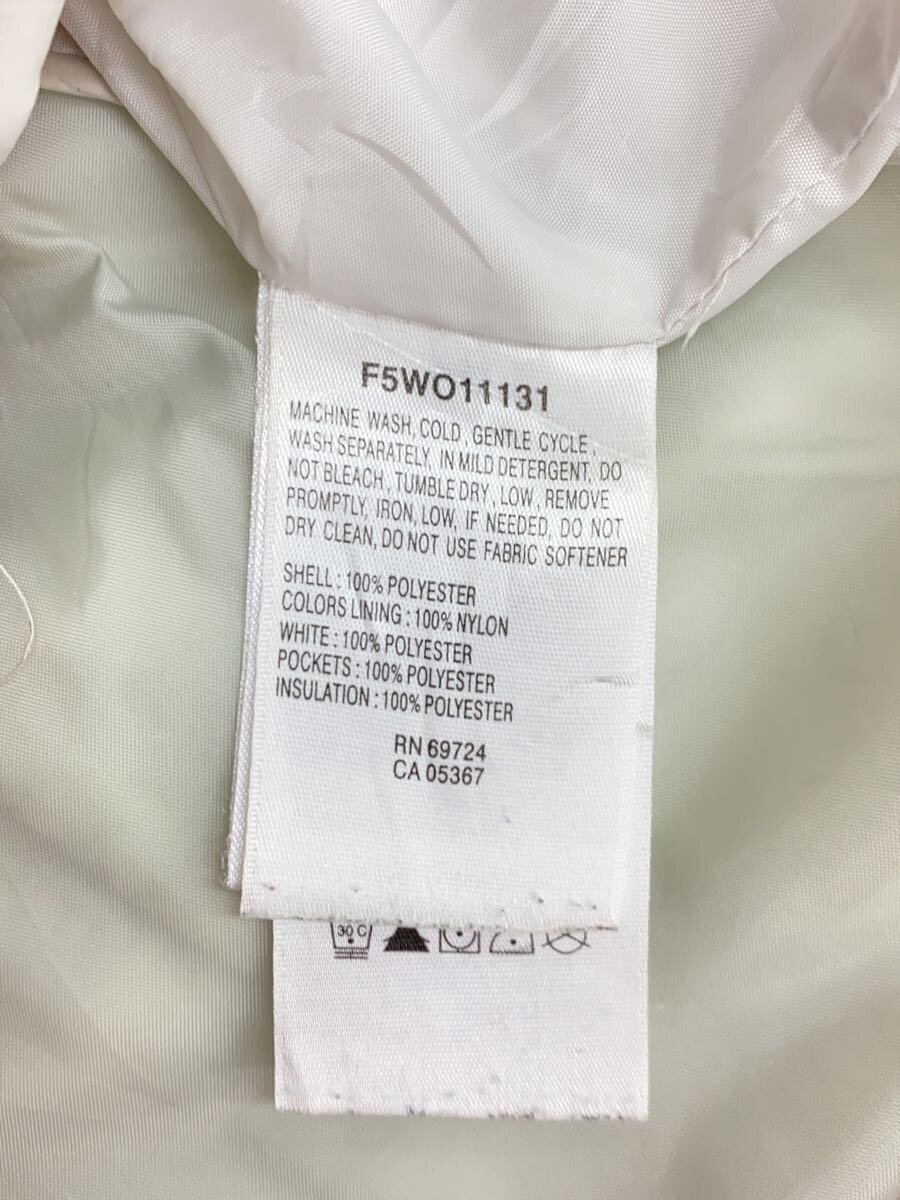 F5WO11131
MACHINE WASH, COLD, GENTLE CYCLE,
WASH SEPARATELY, IN MILD DETERGENT, DO
NOT BLEACH, TUMBLE DRY, LOW, REMOVE
PROMPTLY, IRON, LOW, IF NEEDED, DO NOT
DRY CLEAN, DO NOT USE FABRIC SOFTENER
SHELL : 100% POLYESTER
COLORS LINING : 100% NYLON
WHITE : 100% POLYESTER
POCKETS : 100% POLYESTER
INSULATION : 100% POLYESTER
RN 69724
CA 05367
30 C